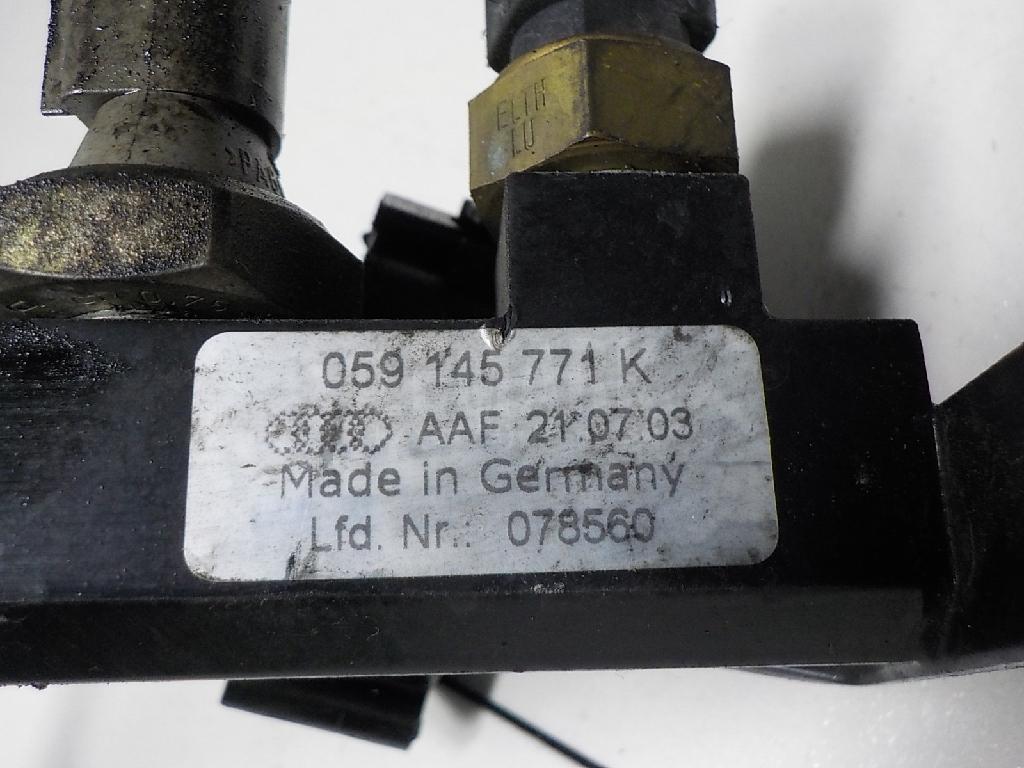 ELTH
LU
059 145 771 K
AAF 21 07 03
Made in Germany
Lfd. Nr.: 078560